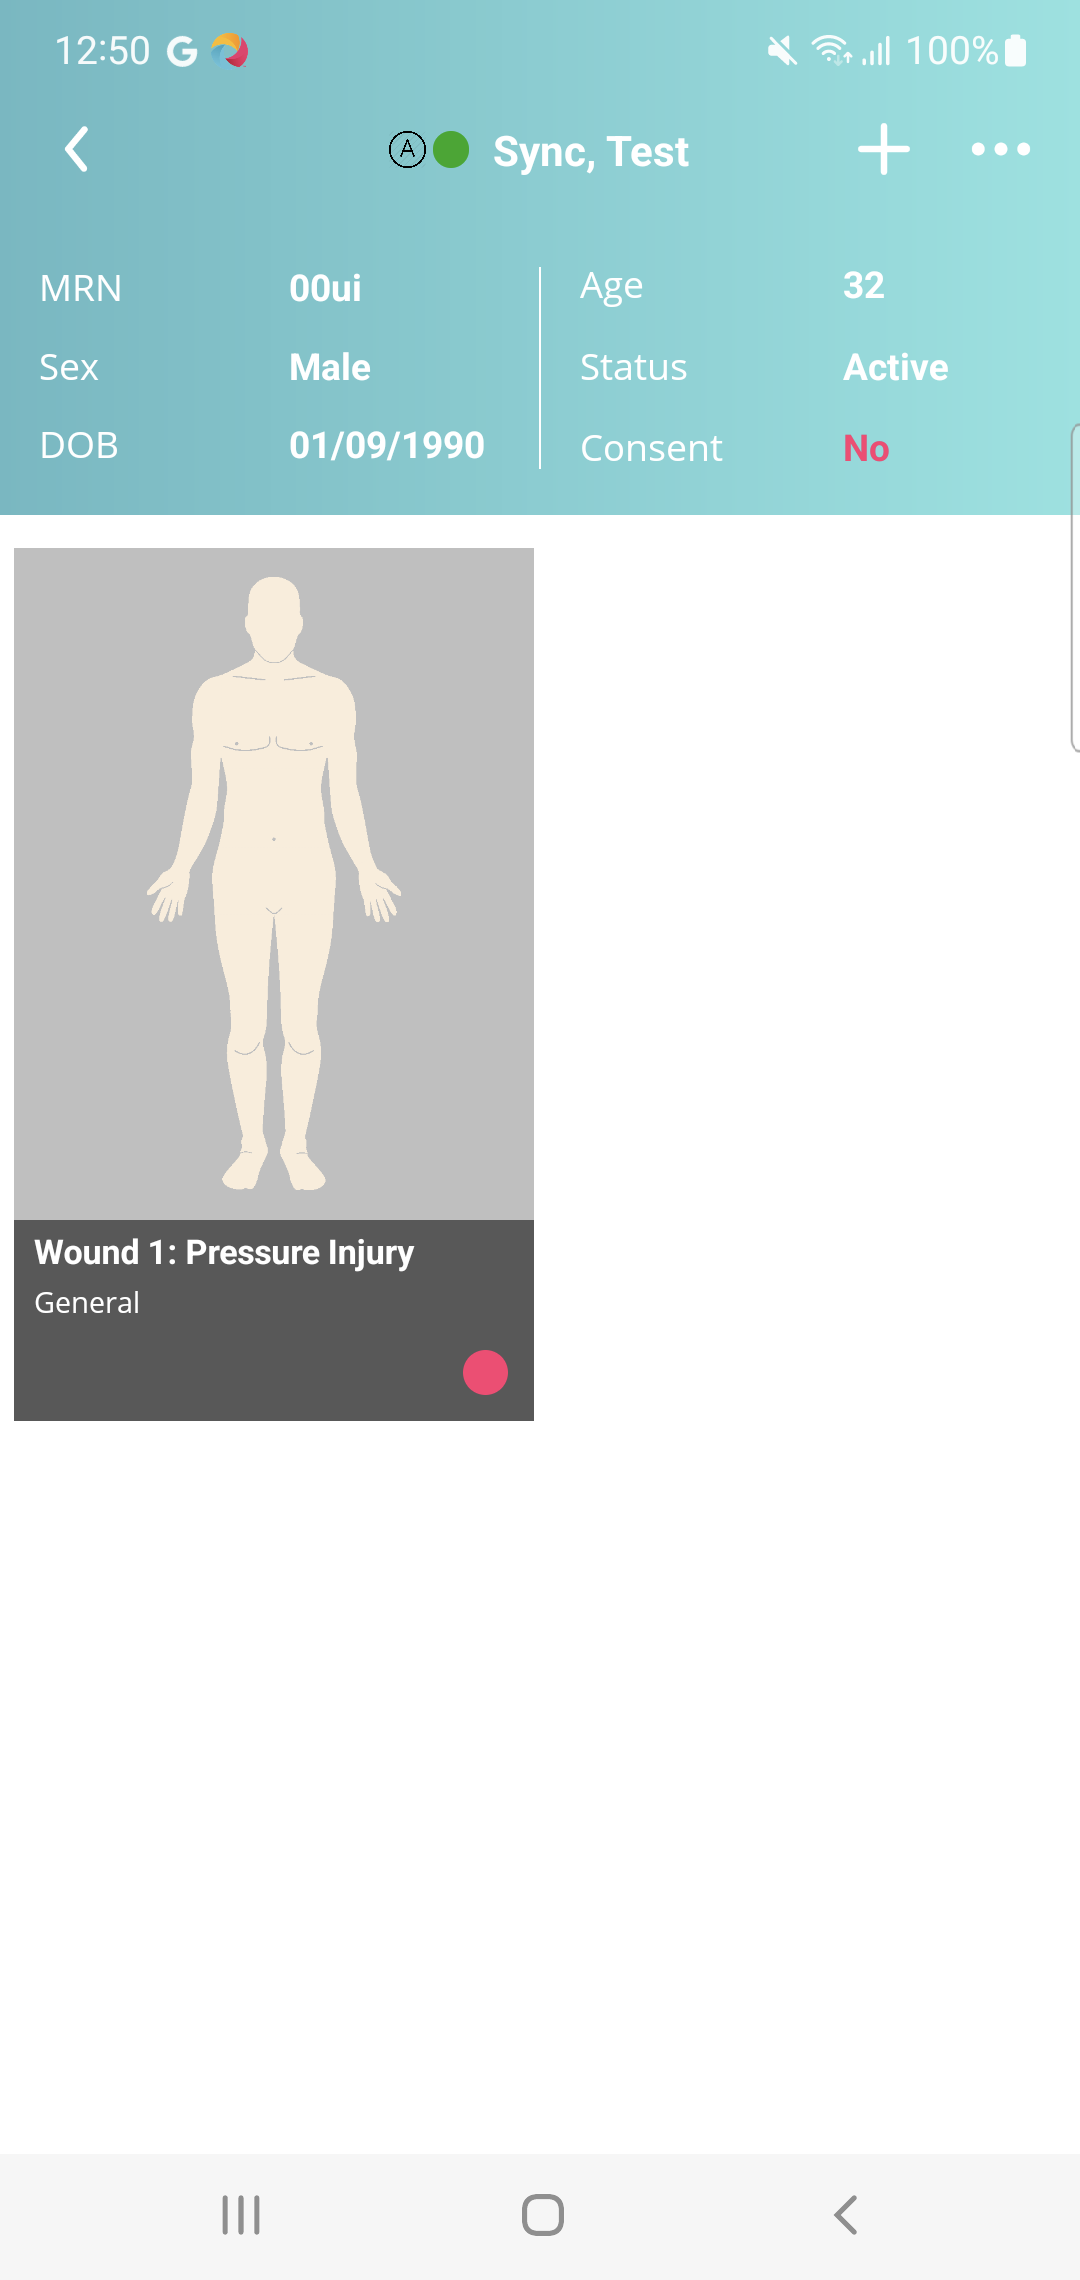 12:50 G 100%
A Sync, Test
MRN 00ui
Sex Male
DOB 01/09/1990
Age 32
Status Active
Consent No
Wound 1: Pressure Injury
General